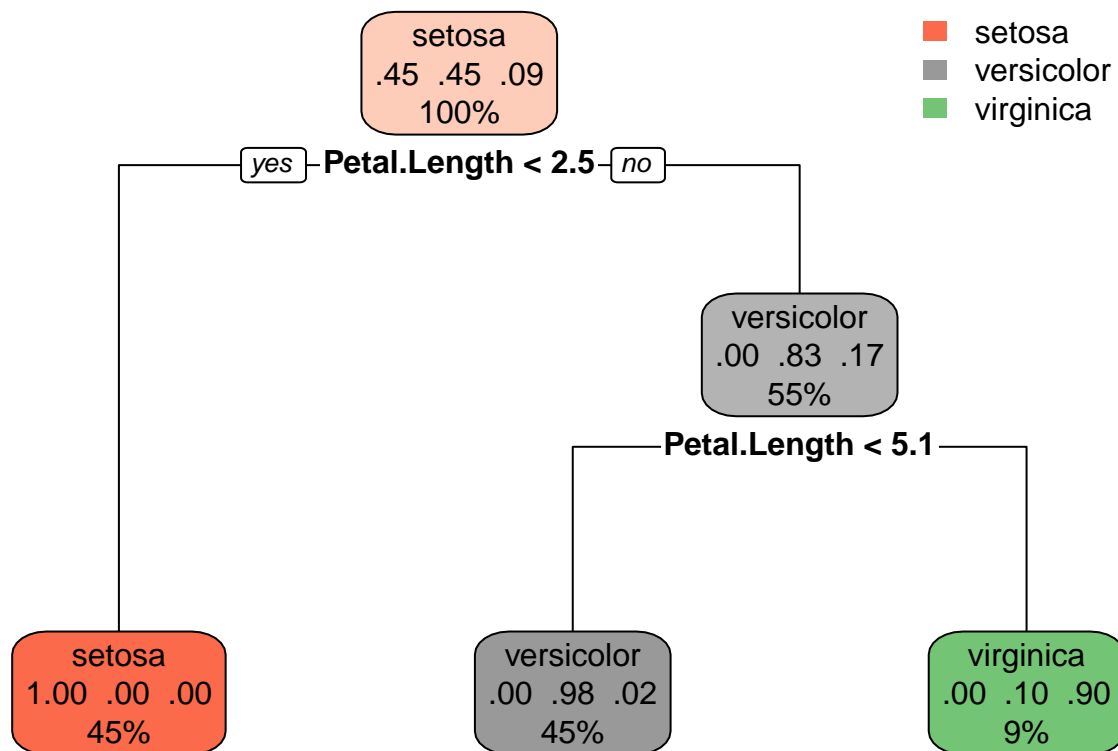 setosa
.45 .45 .09
100%
setosa
versicolor
virginica
yes Petal.Length < 2.5 no
versicolor
.00 .83 .17
55%
Petal.Length < 5.1
setosa
1.00 .00 .00
45%
versicolor
.00 .98 .02
45%
virginica
.00 .10 .90
9%